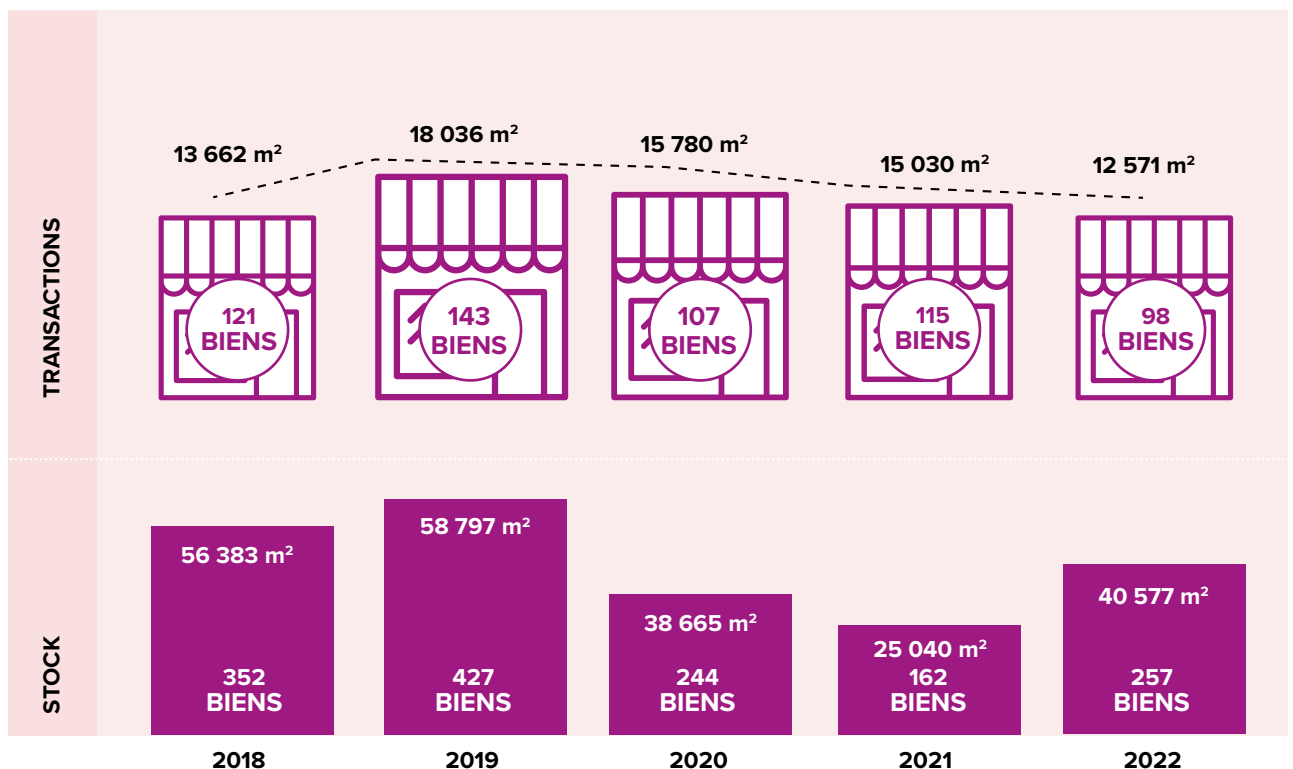 TRANSACTIONS
13 662 m²
18 036 m²
15 780 m²
15 030 m²
12 571 m²
121
BIENS
143
BIENS
107
BIENS
115
BIENS
98
BIENS
STOCK
56 383 m²
352
BIENS
58 797 m²
427
BIENS
38 665 m²
244
BIENS
25 040 m²
162
BIENS
40 577 m²
257
BIENS
2018
2019
2020
2021
2022